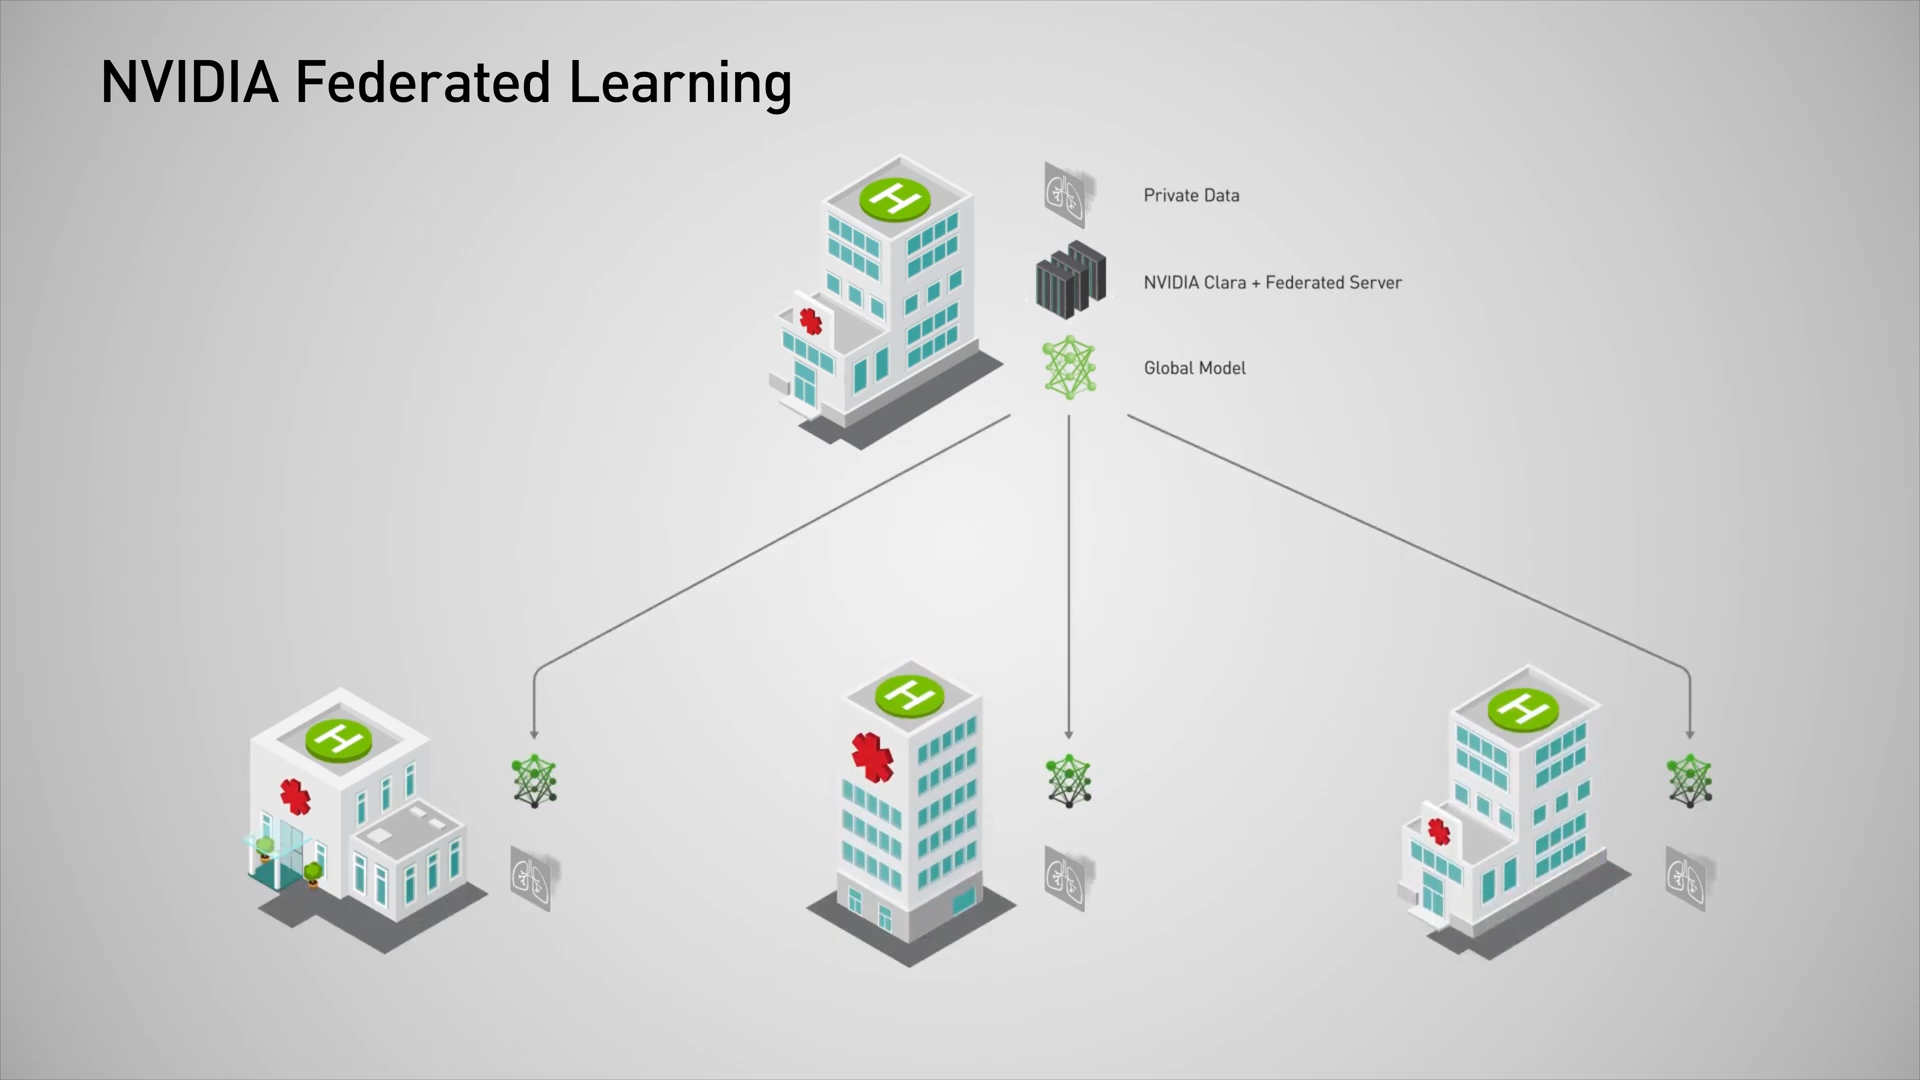 NVIDIA Federated Learning
H
Private Data
NVIDIA Clara + Federated Server
Global Model
H
H
H